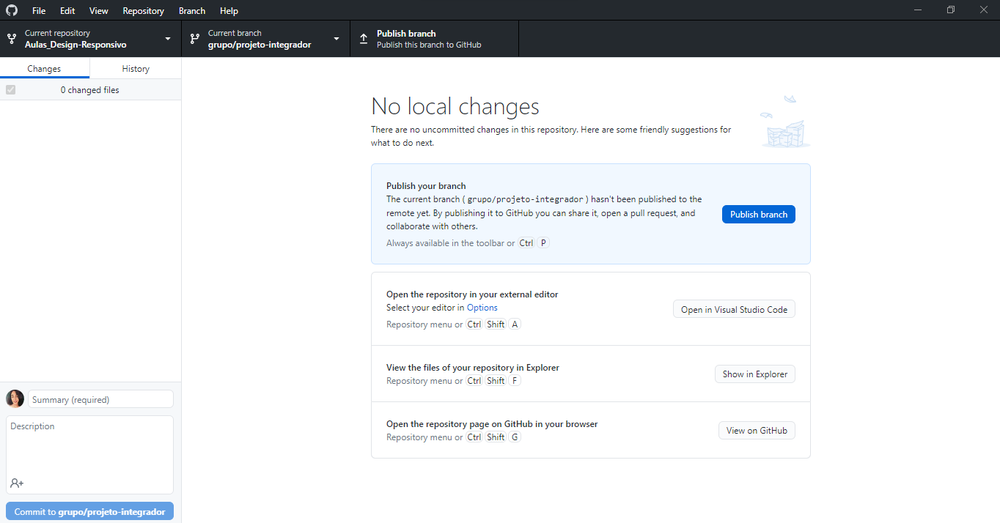 File Edit View Repository Branch Help
Current repository
Aulas_Design-Responsivo
Current branch
grupo/projeto-integrador
Publish branch
Publish this branch to GitHub
Changes History
0 changed files
No local changes
There are no uncommitted changes in this repository. Here are some friendly suggestions for
what to do next.
Publish your branch
The current branch ( grupo/projeto-integrador ) hasn't been published to the
remote yet. By publishing it to GitHub you can share it, open a pull request, and
collaborate with others.
Always available in the toolbar or Ctrl P
Publish branch
Open the repository in your external editor
Select your editor in Options
Repository menu or Ctrl Shift A
Open in Visual Studio Code
View the files of your repository in Explorer
Repository menu or Ctrl Shift F
Show in Explorer
Open the repository page on GitHub in your browser
Repository menu or Ctrl Shift G
View on GitHub
Summary (required)
Description
Commit to grupo/projeto-integrador